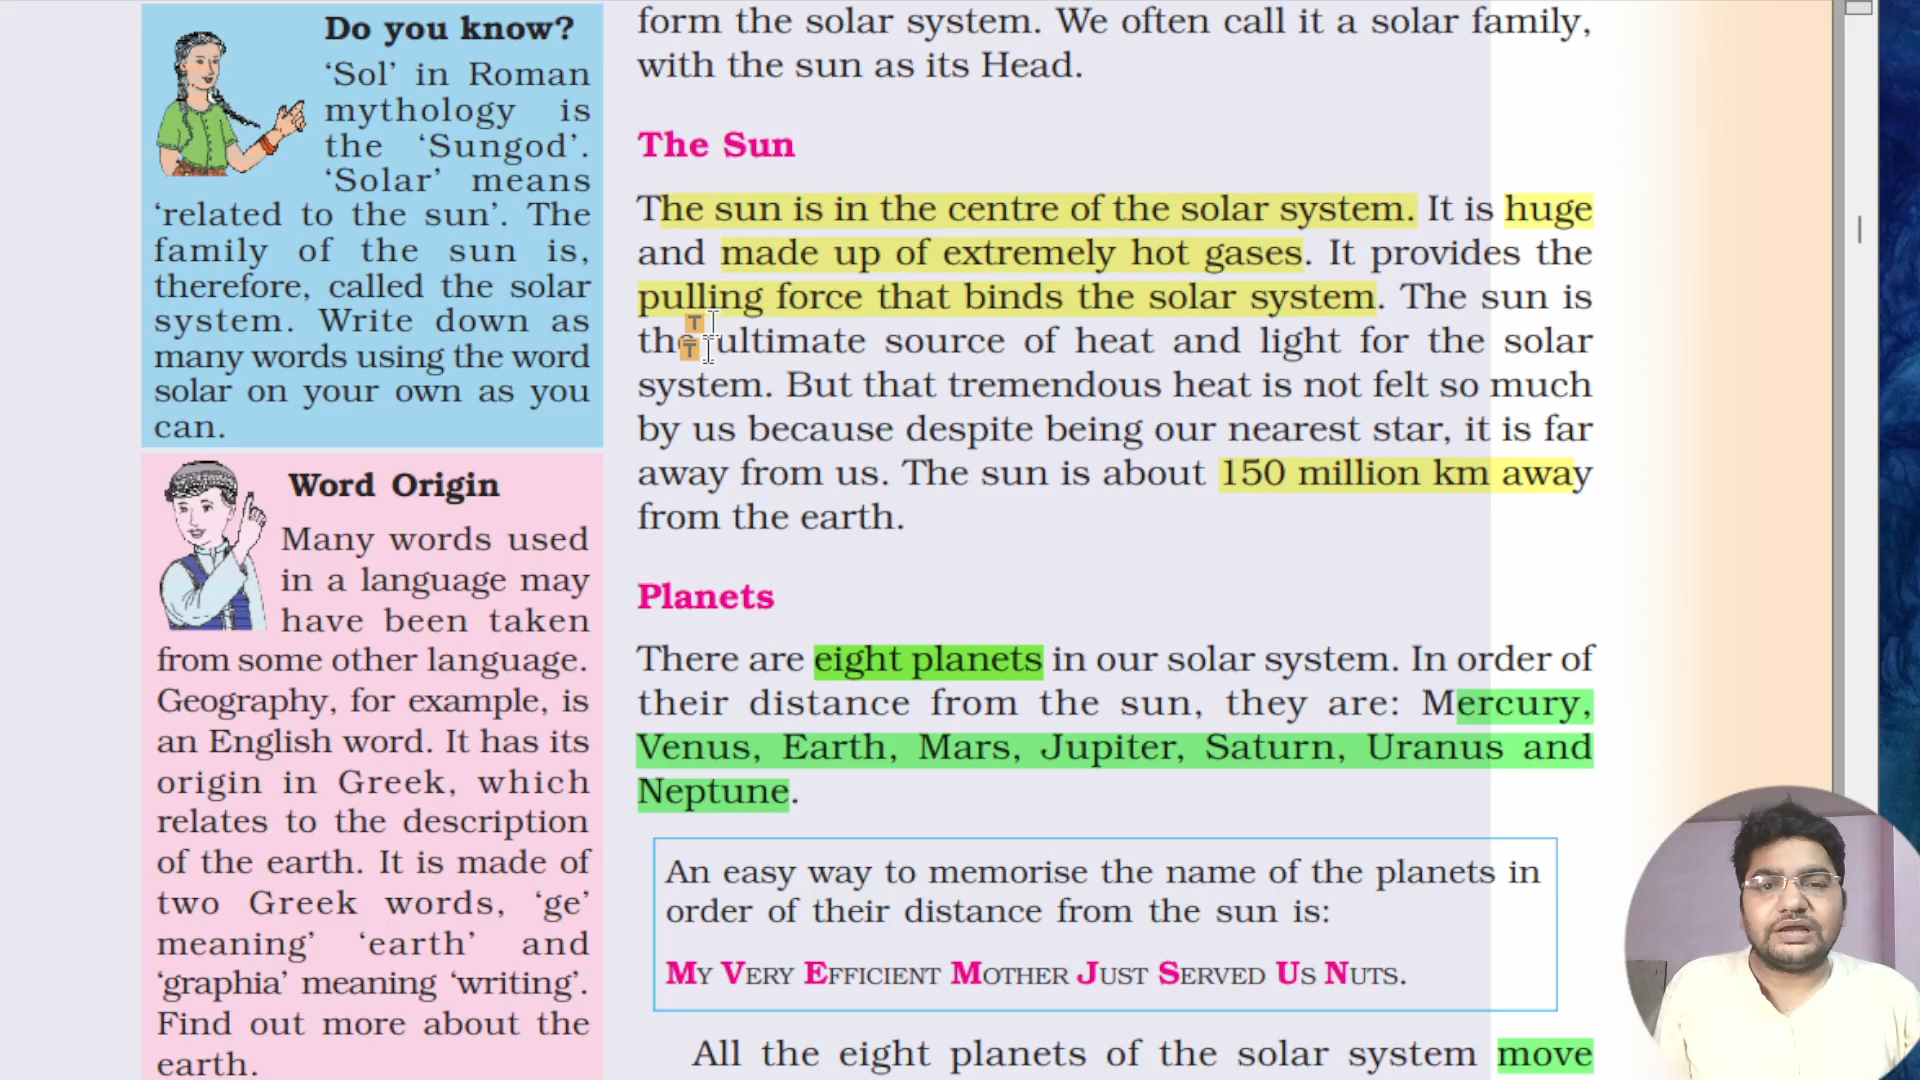 Do you know?
‘Sol’ in Roman
mythology is
the ‘Sungod’.
‘Solar’ means
‘related to the sun’. The
family of the sun is,
therefore, called the solar
system. Write down as
many words using the word
solar on your own as you
can.
Word Origin
Many words used
in a language may
have been taken
from some other language.
Geography, for example, is
an English word. It has its
origin in Greek, which
relates to the description
of the earth. It is made of
two Greek words, ‘ge’
meaning’ ‘earth’ and
‘graphia’ meaning ‘writing’.
Find out more about the
earth.
form the solar system. We often call it a solar family,
with the sun as its Head.
The Sun
The sun is in the centre of the solar system. It is huge
and made up of extremely hot gases. It provides the
pulling force that binds the solar system. The sun is
the ultimate source of heat and light for the solar
system. But that tremendous heat is not felt so much
by us because despite being our nearest star, it is far
away from us. The sun is about 150 million km away
from the earth.
Planets
There are eight planets in our solar system. In order of
their distance from the sun, they are: Mercury,
Venus, Earth, Mars, Jupiter, Saturn, Uranus and
Neptune.
An easy way to memorise the name of the planets in
order of their distance from the sun is:
MY VERY EFFICIENT MOTHER JUST SERVED US NUTS.
All the eight planets of the solar system move